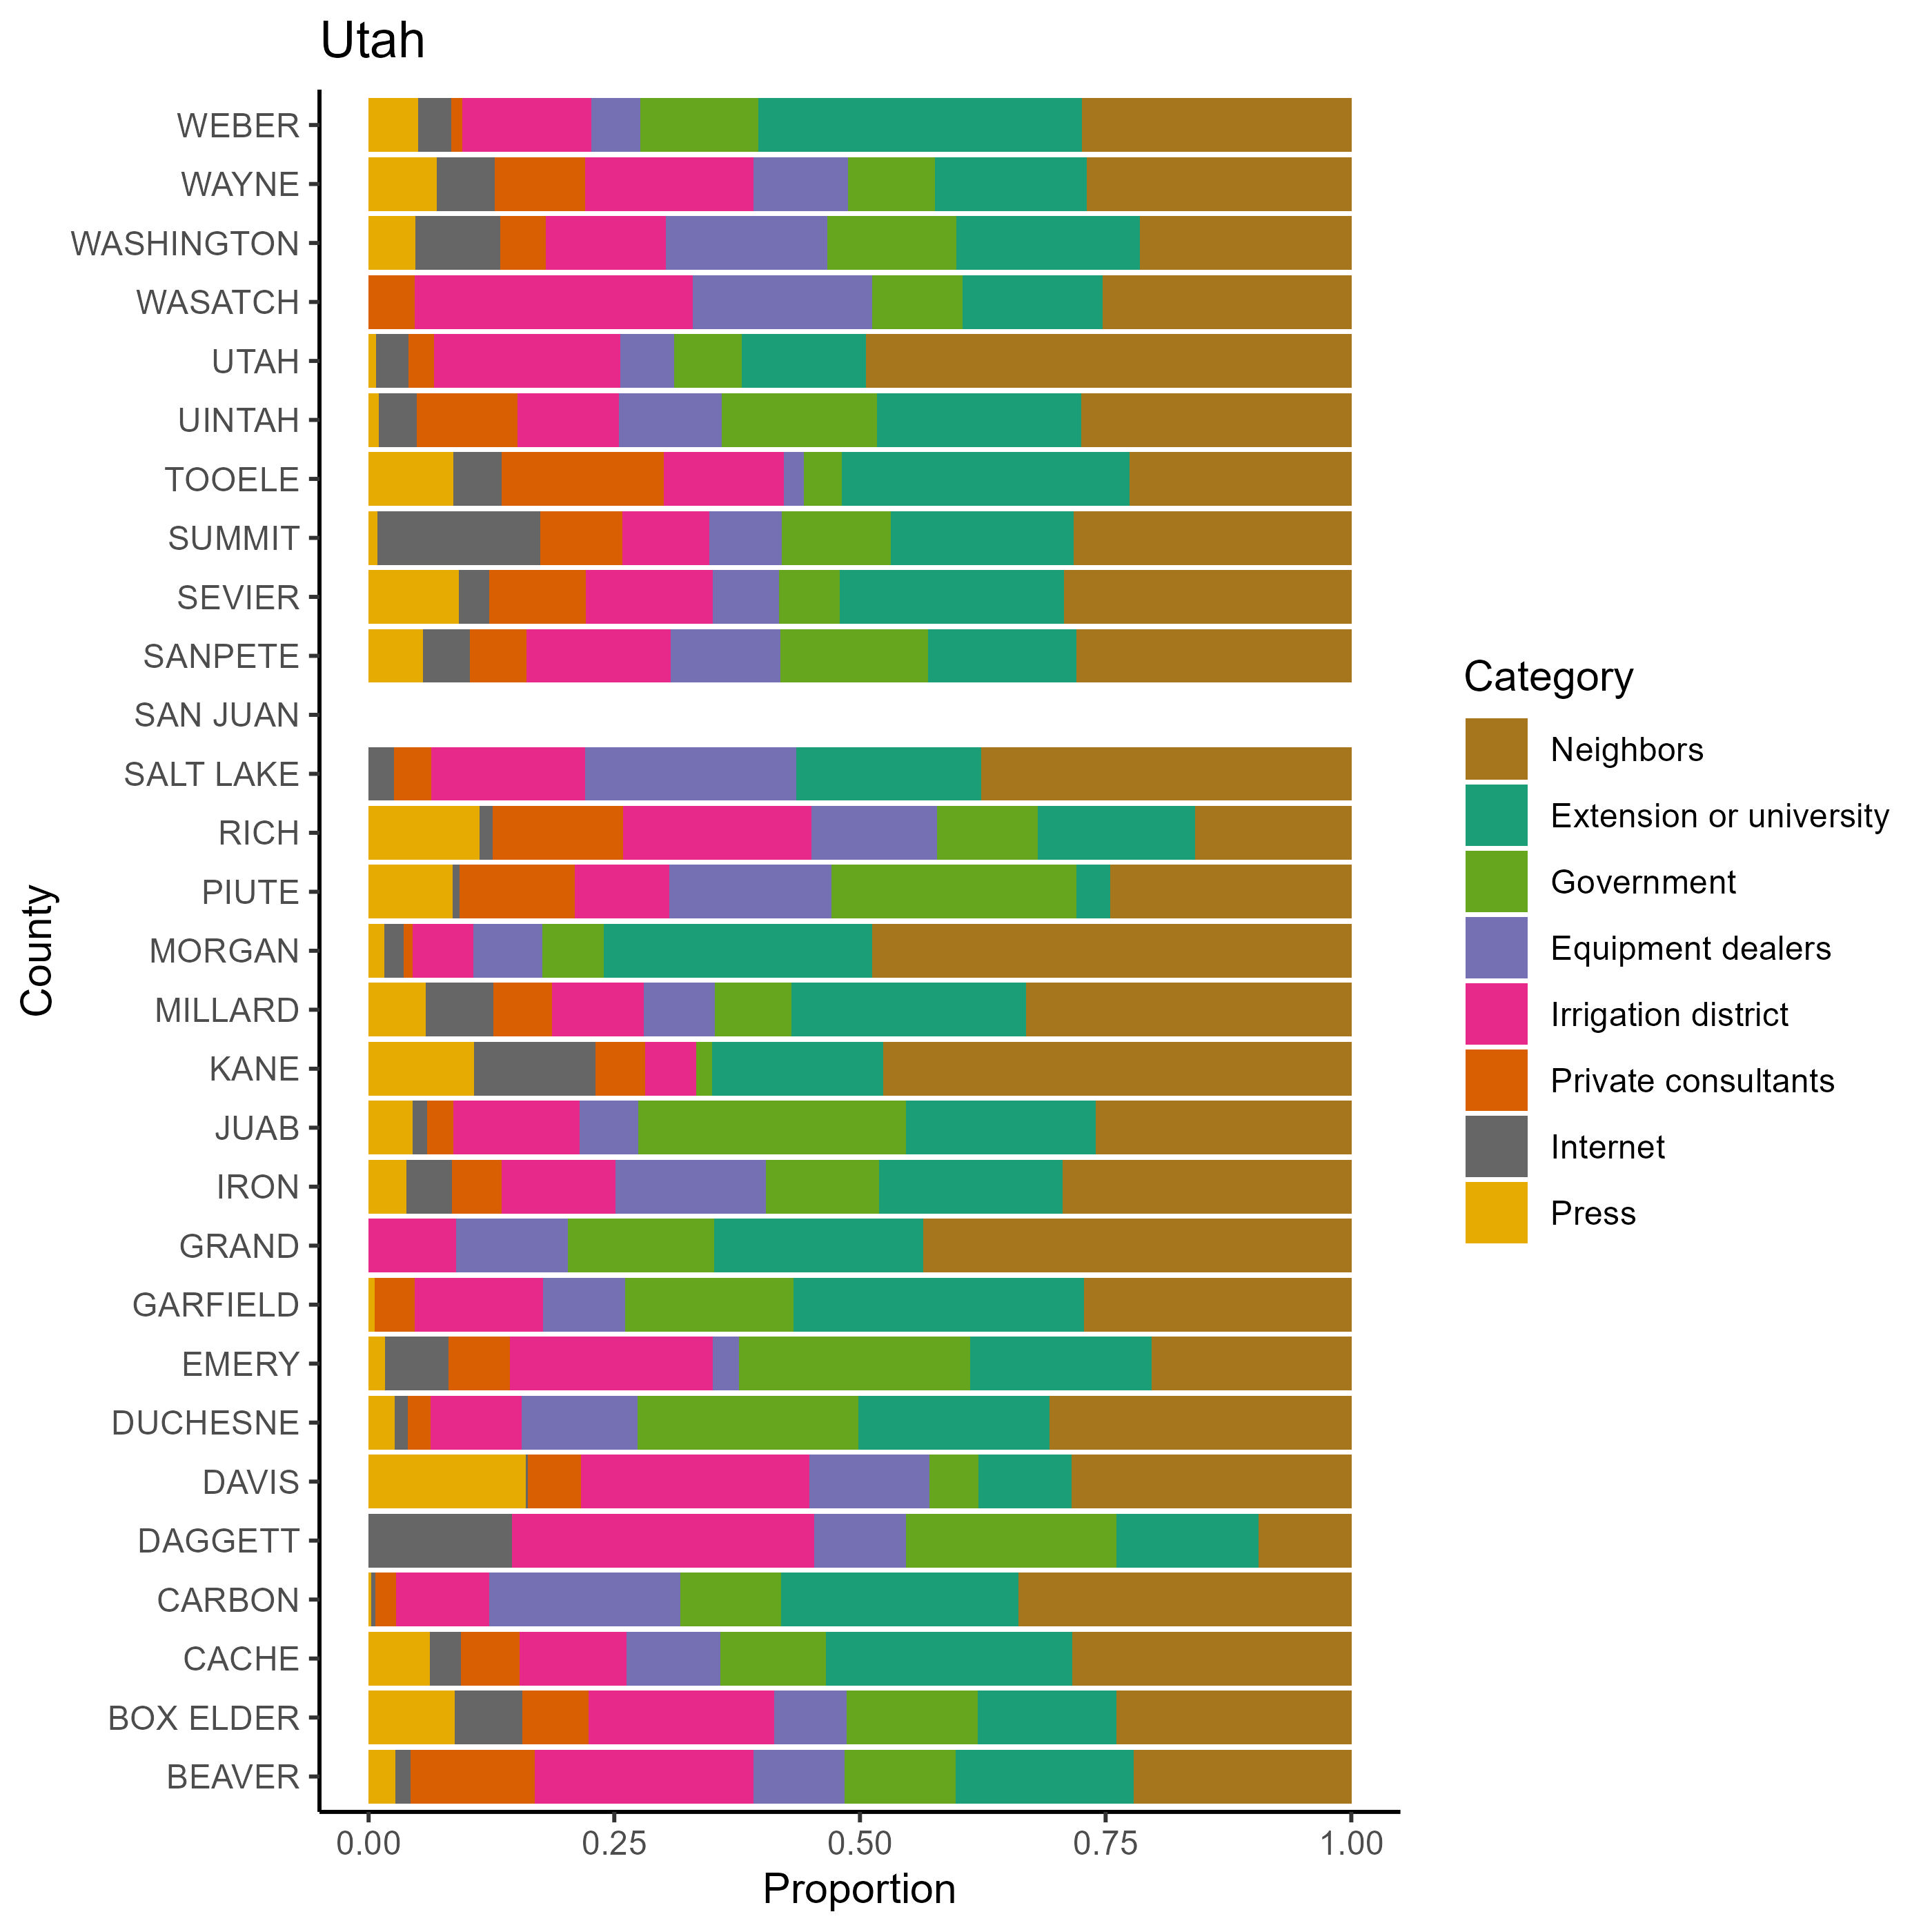 Utah
WEBER
WAYNE
WASHINGTON
WASATCH
UTAH
UINTAH
TOOELE
SUMMIT
SEVIER
SANPETE
SAN JUAN
SALT LAKE
RICH
PIUTE
MORGAN
MILLARD
KANE
JUAB
IRON
GRAND
GARFIELD
EMERY
DUCHESNE
DAVIS
DAGGETT
CARBON
CACHE
BOX ELDER
BEAVER
County
0.00 0.25 0.50 0.75 1.00
Proportion
Category
Neighbors
Extension or university
Government
Equipment dealers
Irrigation district
Private consultants
Internet
Press